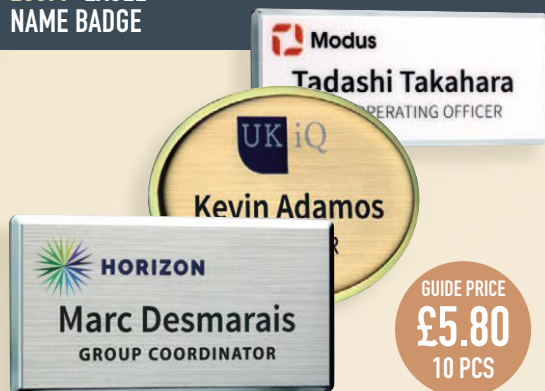 NAME BADGE
Modus
Tadashi Takahara
OPERATING OFFICER
UK iQ
Kevin Adamos
HORIZON
Marc Desmarais
GROUP COORDINATOR
GUIDE PRICE
£5.80
10 PCS